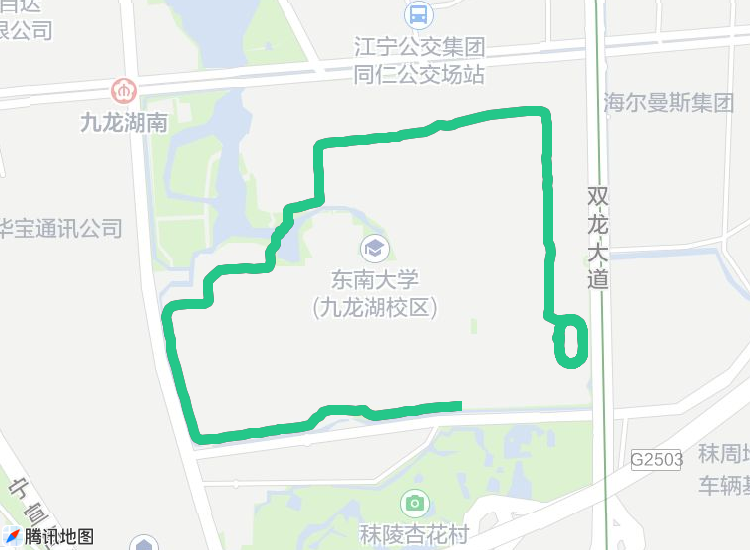 江宁公交集团
同仁公交场站
限公司
九龙湖南
海尔曼斯集团
华宝通讯公司
双龙大道
东南大学
(九龙湖校区)
G2503
秣周
车辆基
秣陵杏花村
宁宣
腾讯地图